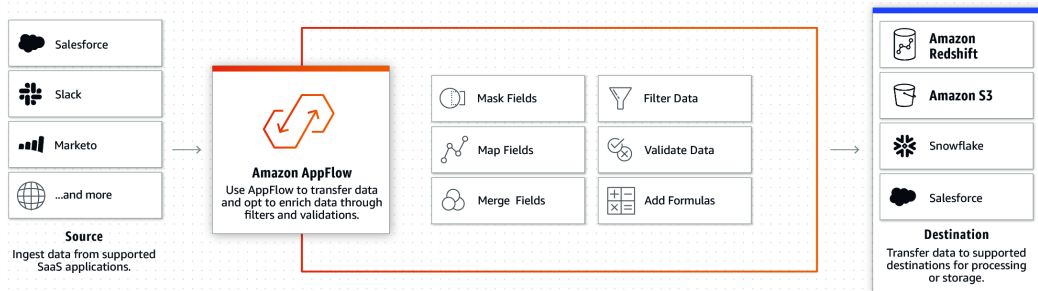 Salesforce
Slack
Marketo
...and more
Source
Ingest data from supported
SaaS applications.
Amazon AppFlow
Use AppFlow to transfer data
and opt to enrich data through
filters and validations.
Mask Fields
Filter Data
Map Fields
Validate Data
Merge Fields
Add Formulas
Amazon
Redshift
Amazon S3
Snowflake
Salesforce
Destination
Transfer data to supported
destinations for processing
or storage.